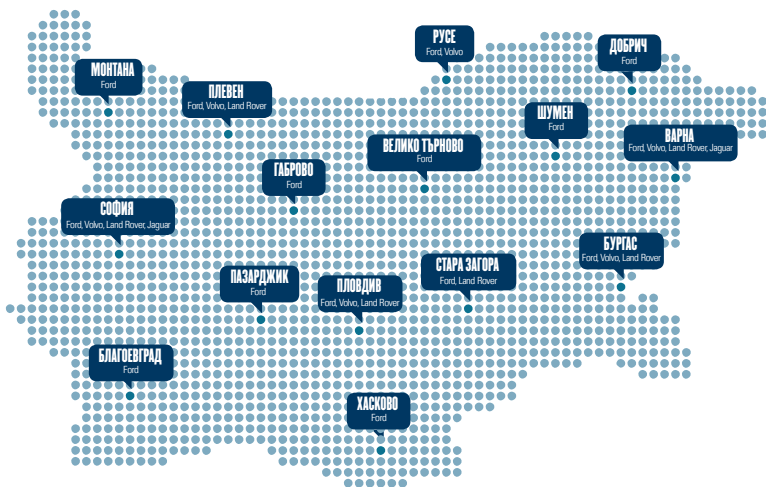 РУСЕ
Ford, Volvo
ДОБРИЧ
Ford
МОНТАНА
Ford
ПЛЕВЕН
Ford, Volvo, Land Rover
ШУМЕН
Ford
ВАРНА
Ford, Volvo, Land Rover, Jaguar
ВЕЛИКО ТЪРНОВО
Ford
ГАБРОВО
Ford
СОФИЯ
Ford, Volvo, Land Rover, Jaguar
БУРГАС
Ford, Volvo, Land Rover
СТАРА ЗАГОРА
Ford, Land Rover
ПАЗАРДЖИК
Ford
ПЛОВДИВ
Ford, Volvo, Land Rover
БЛАГОЕВГРАД
Ford
ХАСКОВО
Ford